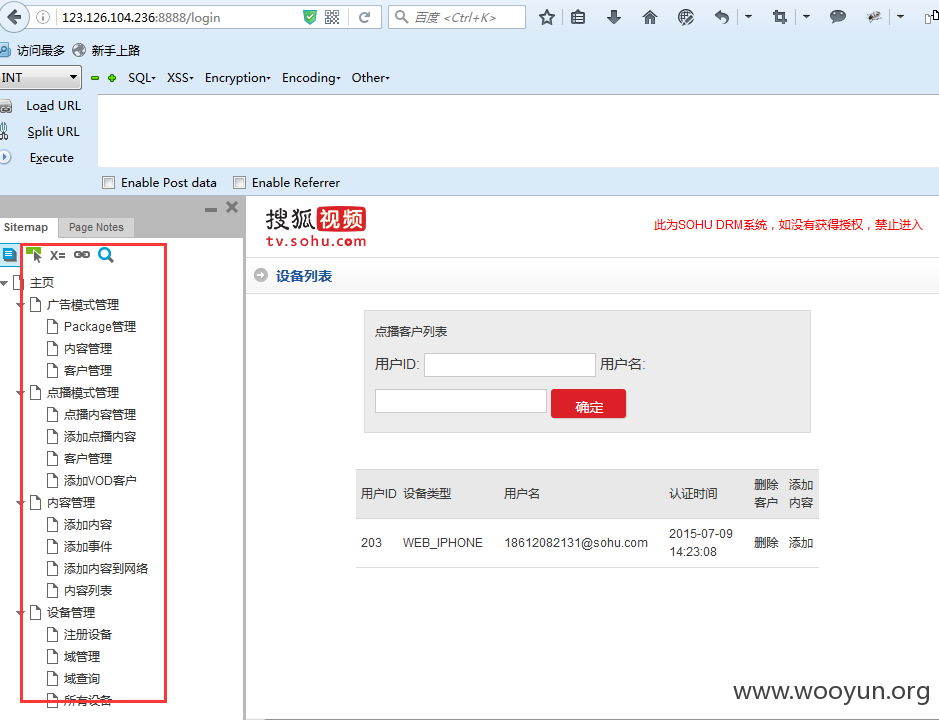 123.126.104.236:8888/login
百度 <Ctrl+K>
访问最多 新手上路
INT
SQL XSS Encryption Encoding Other
Load URL
Split URL
Execute
Enable Post data Enable Referrer
Sitemap Page Notes
X=
主页
广告模式管理
Package管理
内容管理
客户管理
点播模式管理
点播内容管理
添加点播内容
客户管理
添加VOD客户
内容管理
添加内容
添加事件
添加内容到网络
内容列表
设备管理
注册设备
域管理
域查询
所有设备
搜狐视频
tv.sohu.com
此为SOHU DRM系统，如没有获得授权，禁止进入
设备列表
点播客户列表
用户ID: 用户名:
确定
用户ID 设备类型 用户名 认证时间 删除客户 添加内容
203 WEB_IPHONE 18612082131@sohu.com 2015-07-09 14:23:08 删除 添加
www.wooyun.org